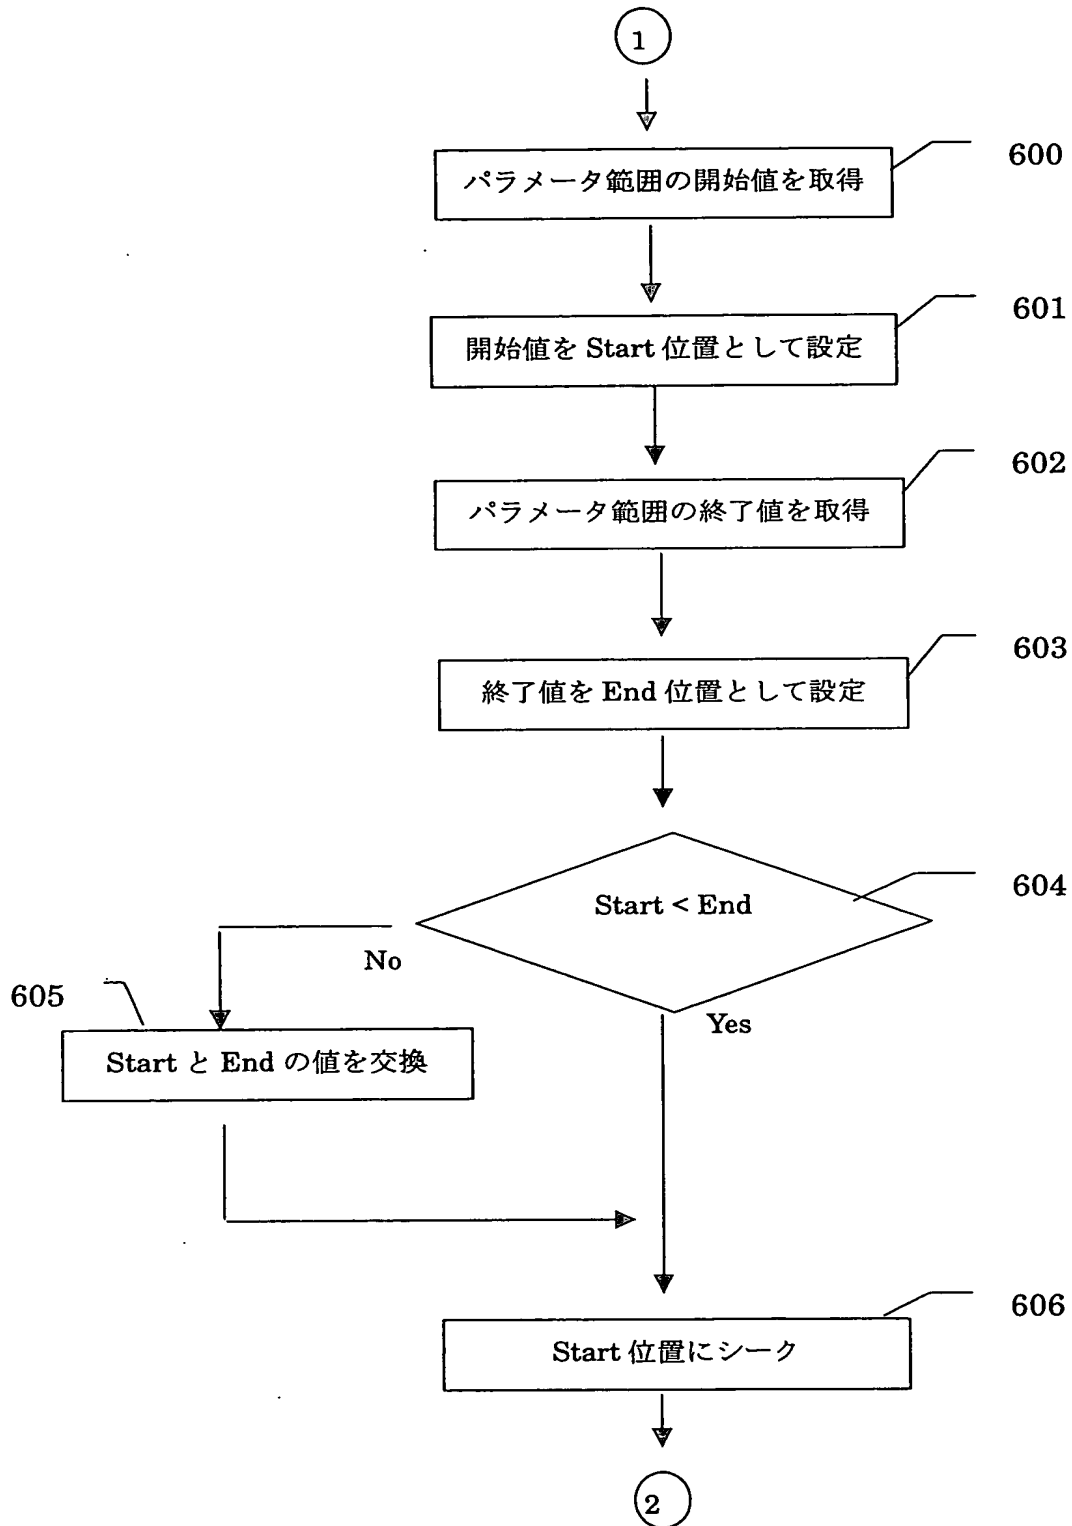 1
パラメータ範囲の開始値を取得
600
開始値を Start 位置として設定
601
パラメータ範囲の終了値を取得
602
終了値を End 位置として設定
603
Start < End
604
No
Yes
605
Start と End の値を交換
Start 位置にシーク
606
2